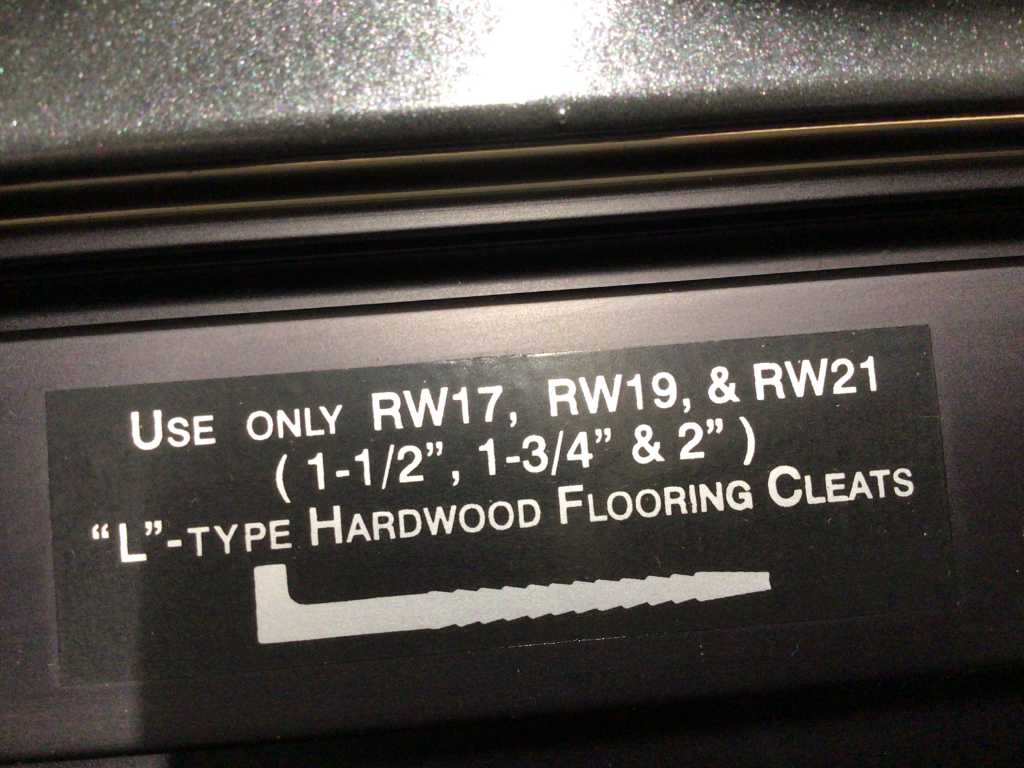 USE ONLY RW17, RW19, & RW21
( 1-1/2”, 1-3/4” & 2” )
“L”-TYPE HARDWOOD FLOORING CLEATS